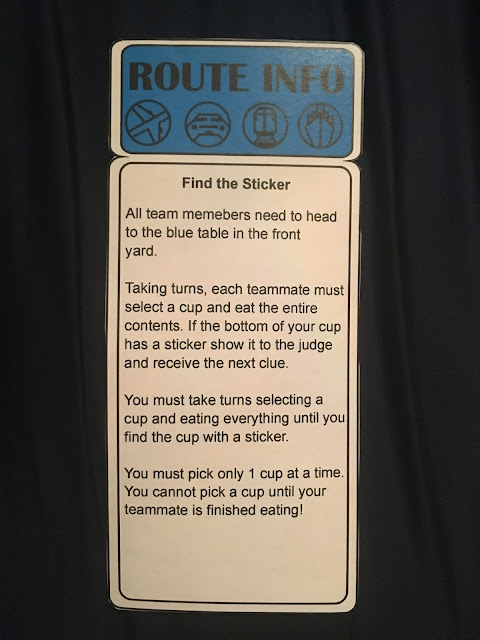 ROUTE INFO
Find the Sticker
All team memebers need to head
to the blue table in the front
yard.
Taking turns, each teammate must
select a cup and eat the entire
contents. If the bottom of your cup
has a sticker show it to the judge
and receive the next clue.
You must take turns selecting a
cup and eating everything until you
find the cup with a sticker.
You must pick only 1 cup at a time.
You cannot pick a cup until your
teammate is finished eating!